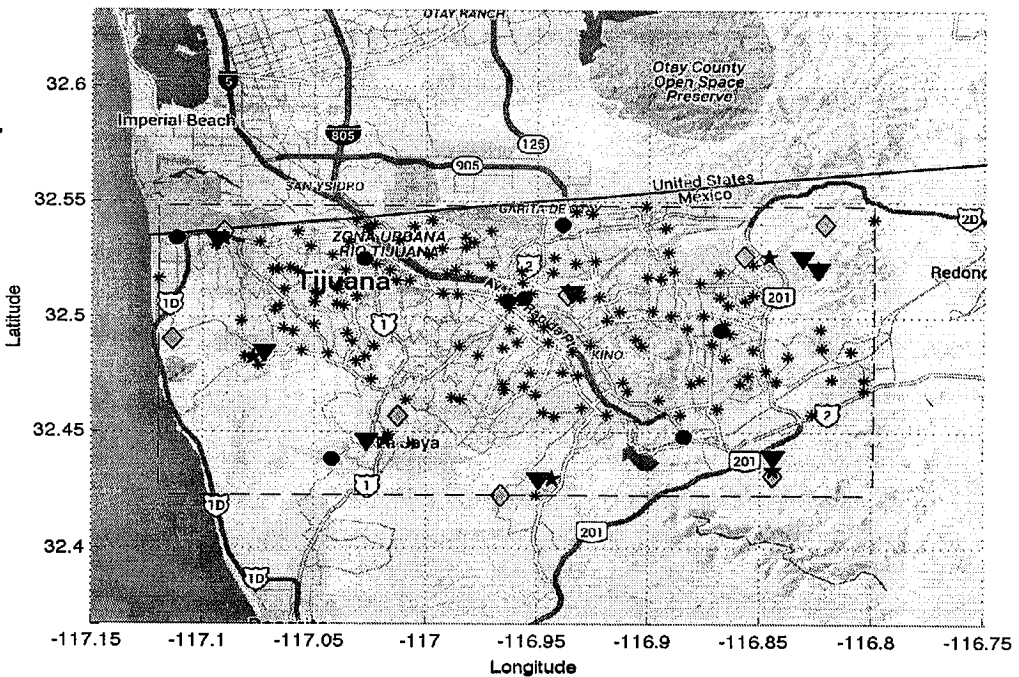 OTAY RANCH
32.6
5
Otay County
Open Space
Preserve
Imperial Beach
805
125
905
SAN YSIDRO
32.55
United States
Mexico
GARITA DE OTAY
2D
ZONA URBANA
RIO TIJUANA
2
Tijuana
Redond
1D
201
Latitude
32.5
1
KINO
32.45
La Joya
2
201
1
1D
201
32.4
1D
-117.15
-117.1
-117.05
-117
-116.95
-116.9
-116.85
-116.8
-116.75
Longitude